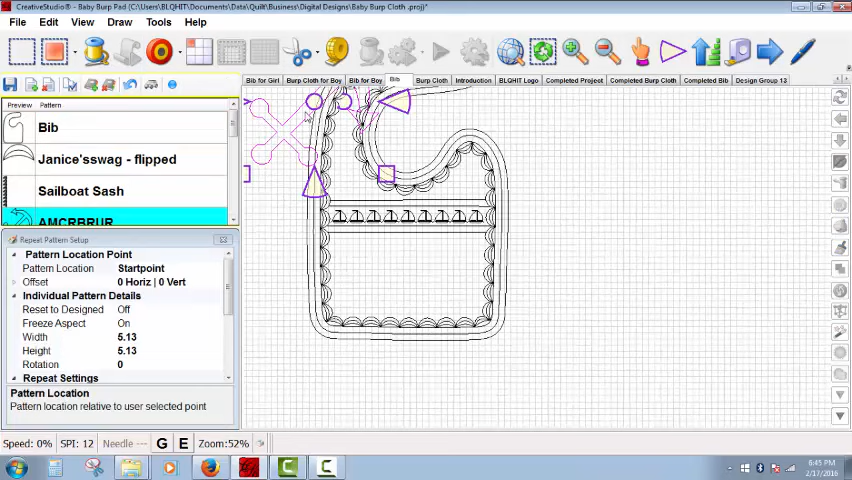 CreativeStudio® - Baby Burp Pad (C:\Users\BLQHIT\Documents\Data\Quilt\Business\Digital Designs\Baby Burp Cloth .proj)*
File Edit View Draw Tools Help
Bib for Girl Burp Cloth for Boy Bib for Boy Bib Burp Cloth Introduction BLQHIT Logo Completed Project Completed Burp Cloth Completed Bib Design Group 13
Preview Pattern
Bib
Janice'sswag - flipped
Sailboat Sash
AMCRBRUR
Repeat Pattern Setup
Pattern Location Point
Pattern Location Startpoint
Offset 0 Horiz | 0 Vert
Individual Pattern Details
Reset to Designed Off
Freeze Aspect On
Width 5.13
Height 5.13
Rotation 0
Repeat Settings
Pattern Location
Pattern location relative to user selected point
Speed: 0% SPI: 12 Needle --- G E Zoom:52%
6:45 PM
2/17/2016